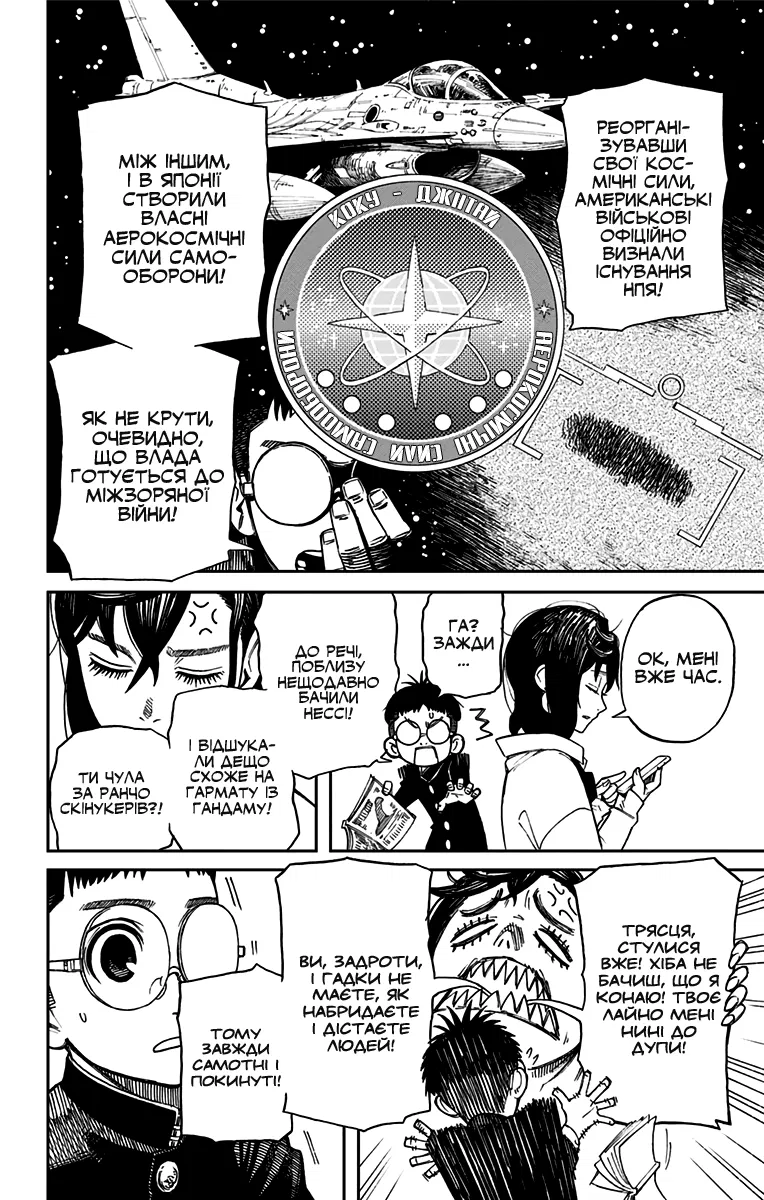 РЕОРГАНІ-
ЗУВАВШИ
СВОЇ КОС-
МІЧНІ СИЛИ,
АМЕРИКАНСЬКІ
ВІЙСЬКОВІ
ОФІЦІЙНО
ВИЗНАЛИ
ІСНУВАННЯ
НПЯ!
КОКУ - ДЖІТАЙ
АЕРОКОСМІЧНІ СИЛИ САМООБОРОНИ
МІЖ ІНШИМ,
І В ЯПОНІЇ
СТВОРИЛИ
ВЛАСНІ
АЕРОКОСМІЧНІ
СИЛИ САМО-
ОБОРОНИ!
ЯК НЕ КРУТИ,
ОЧЕВИДНО,
ЩО ВЛАДА
ГОТУЄТЬСЯ ДО
МІЖЗОРЯНОЇ
ВІЙНИ!
ОК, МЕНІ
ВЖЕ ЧАС.
ГА?
ЗАЖДИ
...
ДО РЕЧІ,
ПОБЛИЗУ
НЕЩОДАВНО
БАЧИЛИ
НЕССІ!
І ВІДШУКА-
ЛИ ДЕЩО
СХОЖЕ НА
ГАРМАТУ ІЗ
ГАНДАМУ!
ТИ ЧУЛА
ЗА РАНЧО
СКІНУКЕРІВ?!
ТРЯСЦЯ,
СТУЛИСЯ
ВЖЕ! ХІБА НЕ
БАЧИШ, ЩО Я
КОНАЮ! ТВОЄ
ЛАЙНО МЕНІ
НИНІ ДО
ДУПИ!
ВИ, ЗАДРОТИ,
І ГАДКИ НЕ
МАЄТЕ, ЯК
НАБРИДАЄТЕ
І ДІСТАЄТЕ
ЛЮДЕЙ!
ТОМУ
ЗАВЖДИ
САМОТНІ І
ПОКИНУТІ!